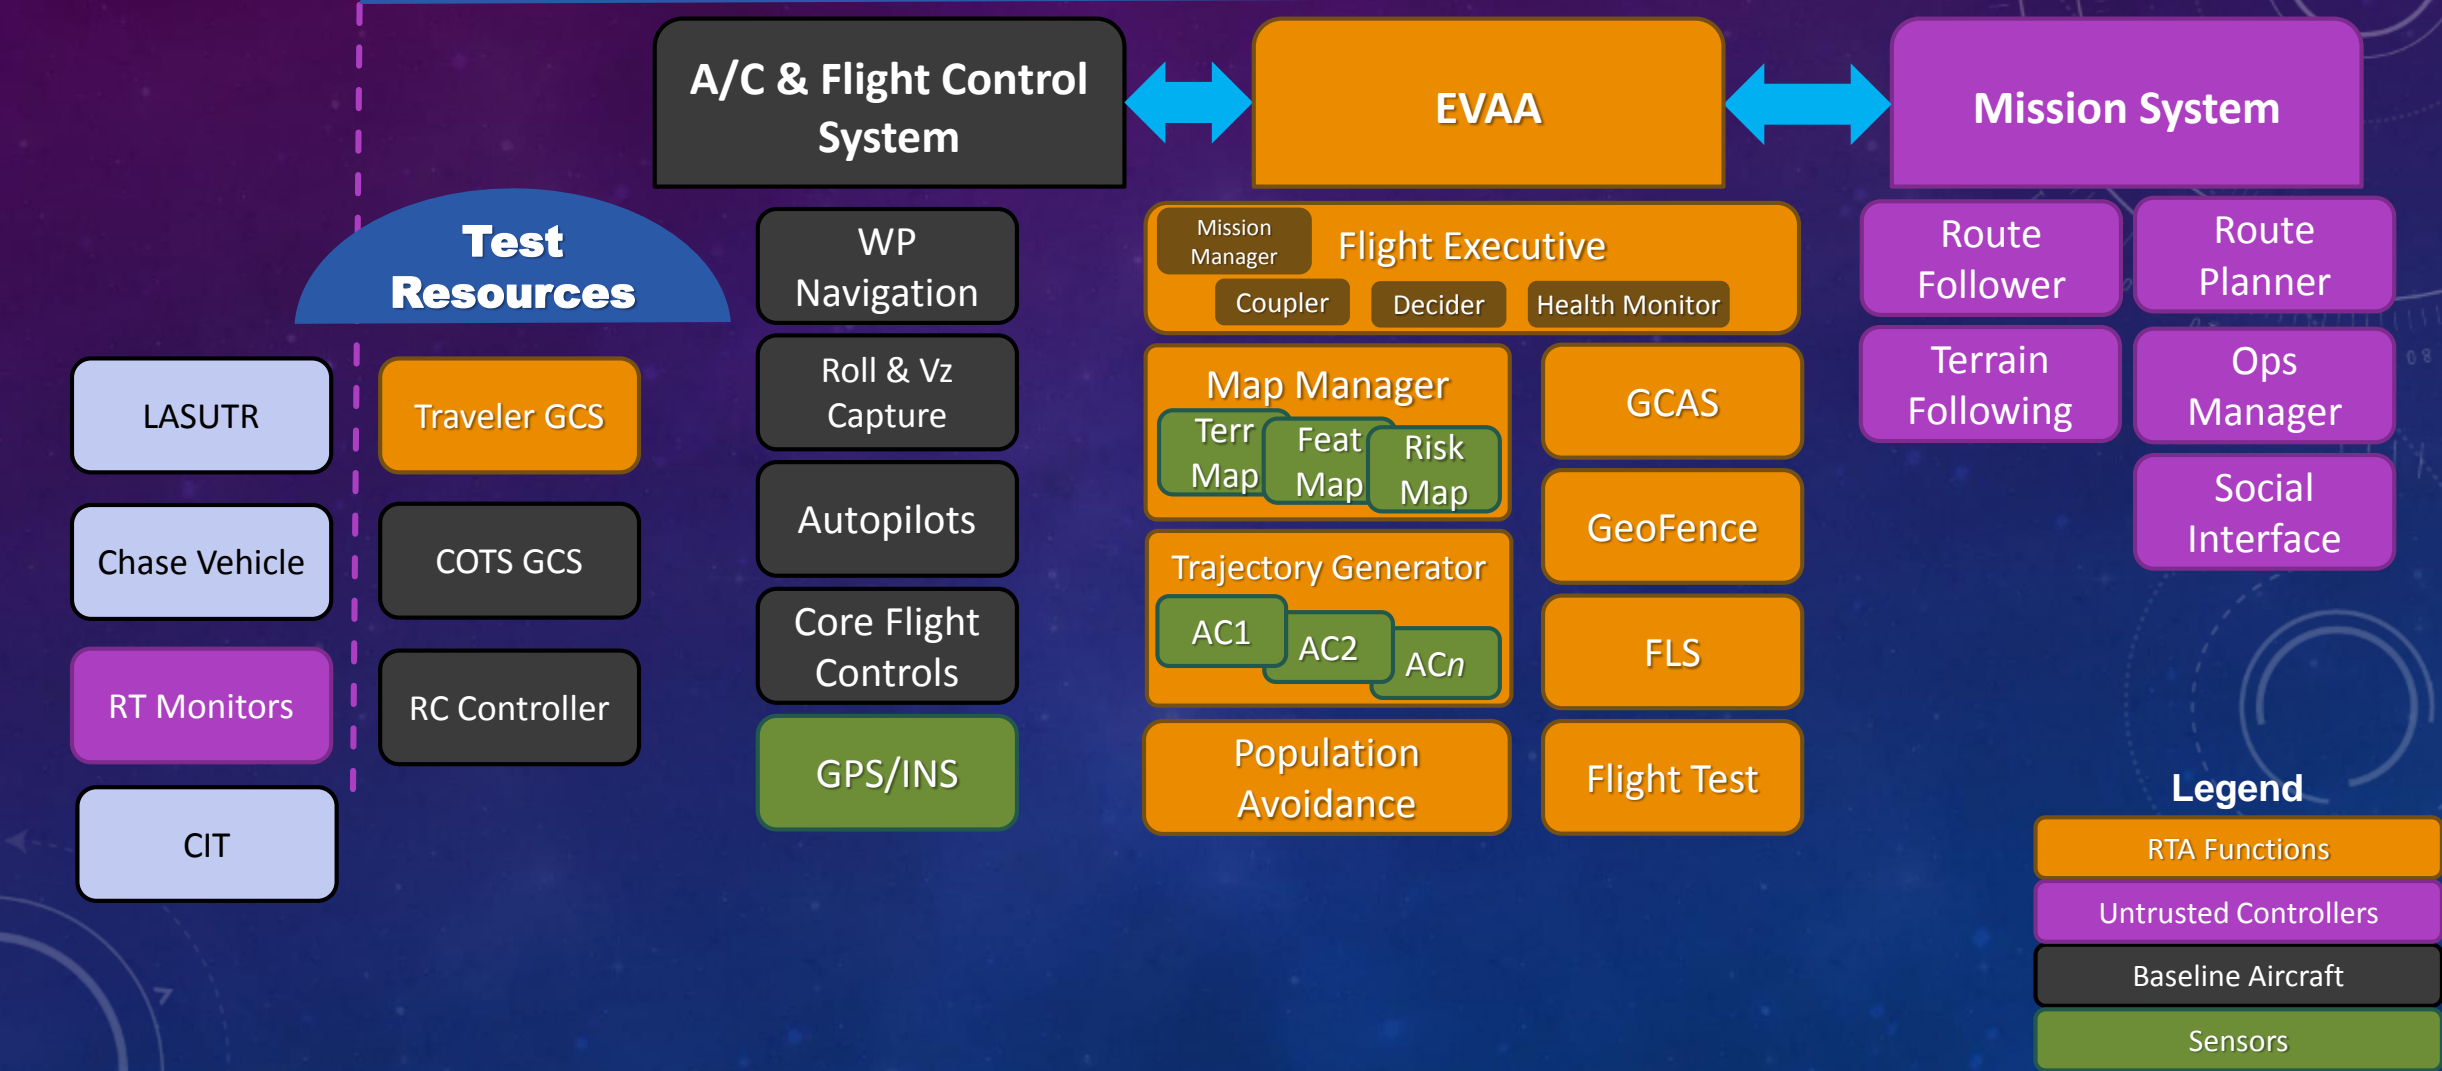 A/C & Flight Control
System
EVAA
Mission System
Test
Resources
LASUTR
Traveler GCS
Chase Vehicle
COTS GCS
RT Monitors
RC Controller
CIT
WP
Navigation
Roll & Vz
Capture
Autopilots
Core Flight
Controls
GPS/INS
Mission
Manager
Flight Executive
Coupler
Decider
Health Monitor
Map Manager
Terr
Map
Feat
Map
Risk
Map
Trajectory Generator
AC1
AC2
ACn
Population
Avoidance
GCAS
GeoFence
FLS
Flight Test
Route
Follower
Route
Planner
Terrain
Following
Ops
Manager
Social
Interface
08
Legend
RTA Functions
Untrusted Controllers
Baseline Aircraft
Sensors